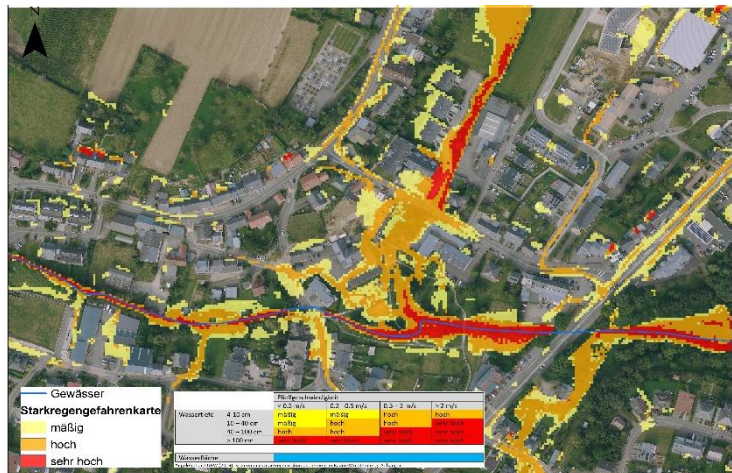 N
Gewässer
Starkregengefahrenkarte
mäßig
hoch
sehr hoch
Fließgeschwindigkeit
< 0,2 m/s 0,2 – 0,5 m/s 0,5 – 2 m/s > 2 m/s
Wassertiefe 4-10 cm mäßig mäßig hoch hoch
10 – 40 cm mäßig hoch hoch sehr hoch
40 – 100 cm hoch hoch sehr hoch sehr hoch
> 100 cm sehr hoch sehr hoch sehr hoch sehr hoch
Wasserfläche